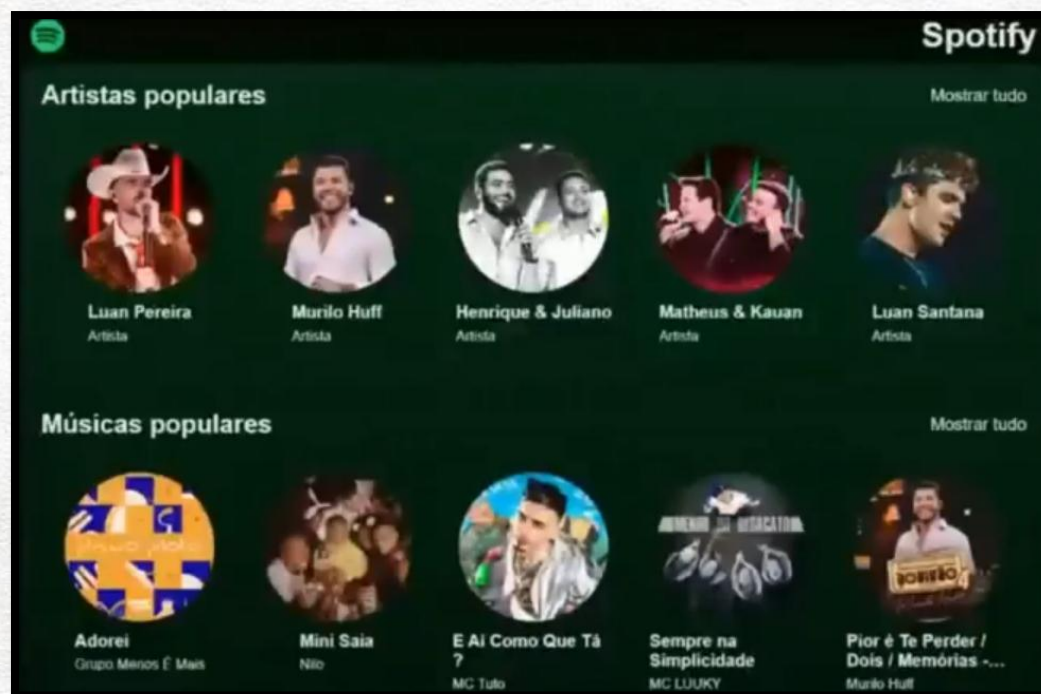 Spotify
Artistas populares
Mostrar tudo
Luan Pereira
Artista
Murilo Huff
Artista
Henrique & Juliano
Artista
Matheus & Kauan
Artista
Luan Santana
Artista
Músicas populares
Mostrar tudo
Adorei
Grupo Menos É Mais
Mini Saia
Nilo
E Ai Como Que Tá
?
MC Tuto
Sempre na
Simplicidade
MC LUUKY
Pior é Te Perder /
Dois / Memórias -...
Murilo Huff